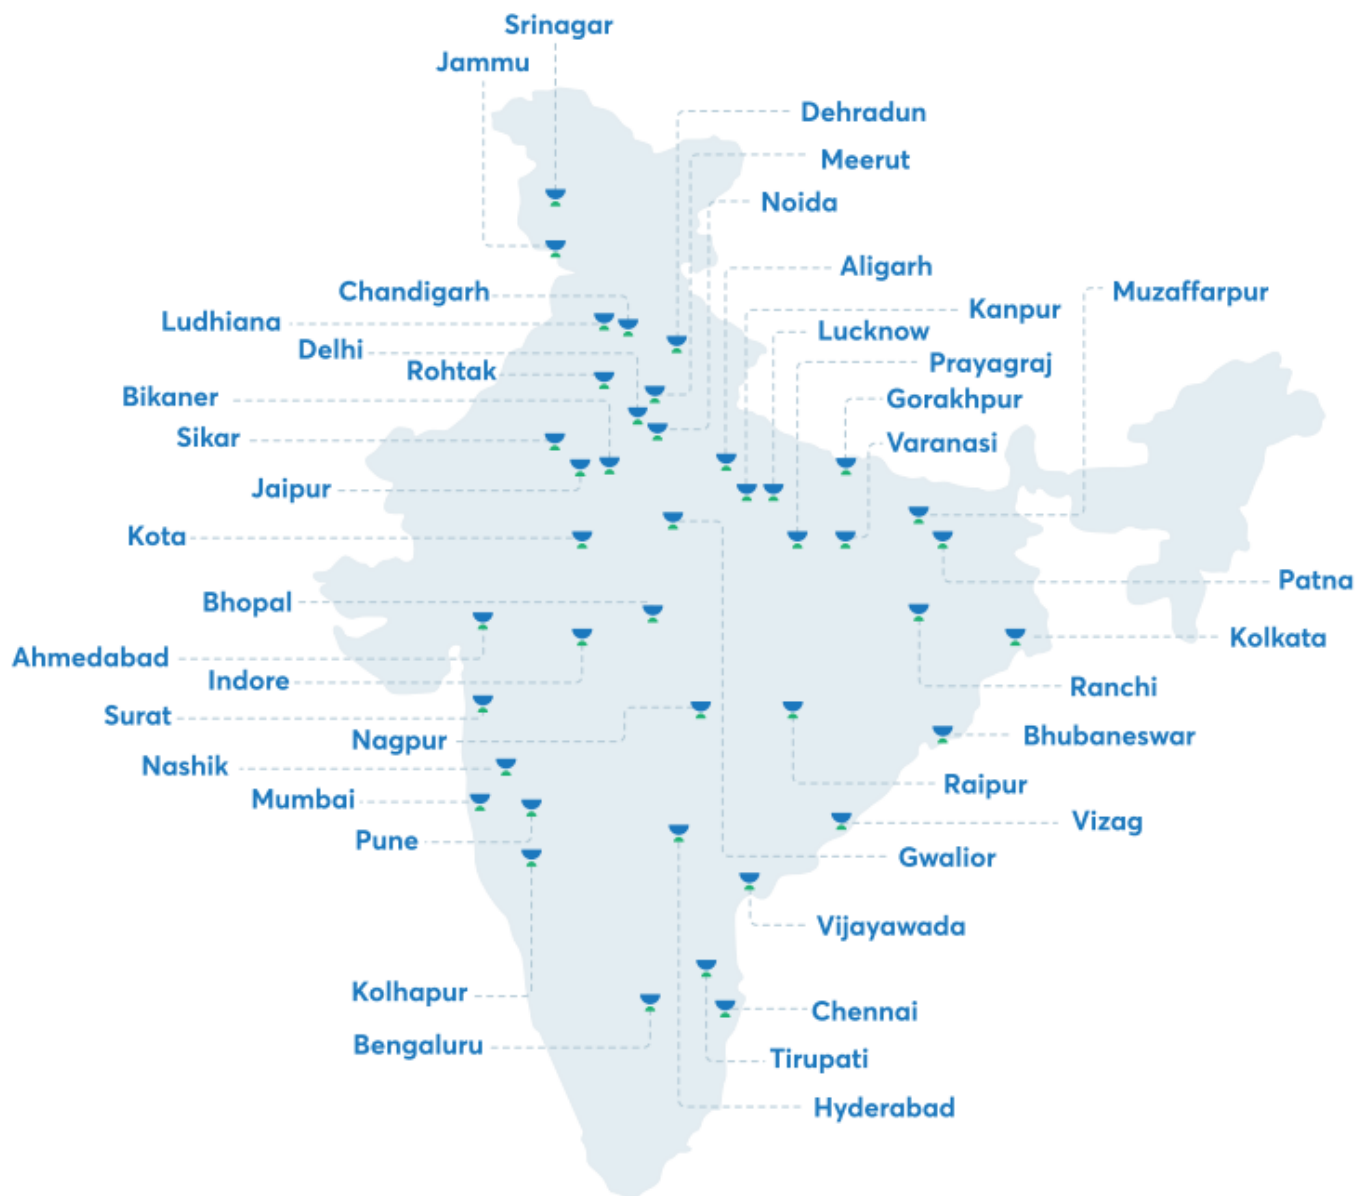 Srinagar
Jammu
Dehradun
Meerut
Noida
Aligarh
Chandigarh
Muzaffarpur
Kanpur
Ludhiana
Lucknow
Delhi
Prayagraj
Rohtak
Bikaner
Gorakhpur
Sikar
Varanasi
Jaipur
Kota
Patna
Bhopal
Kolkata
Ahmedabad
Indore
Ranchi
Surat
Bhubaneswar
Nagpur
Nashik
Raipur
Mumbai
Vizag
Pune
Gwalior
Vijayawada
Kolhapur
Chennai
Bengaluru
Tirupati
Hyderabad